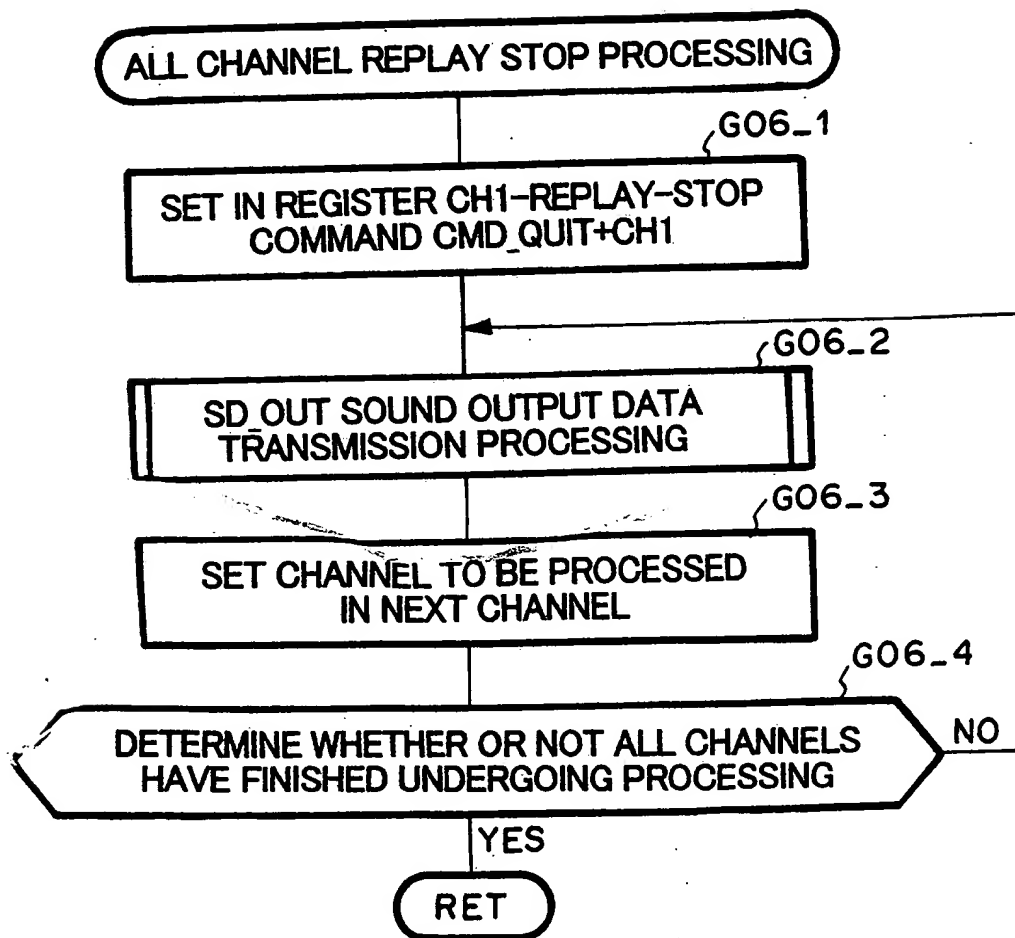 ALL CHANNEL REPLAY STOP PROCESSING
G06_1
SET IN REGISTER CH1-REPLAY-STOP
COMMAND CMD_QUIT+CH1
G06_2
SD_OUT SOUND OUTPUT DATA
TRANSMISSION PROCESSING
G06_3
SET CHANNEL TO BE PROCESSED
IN NEXT CHANNEL
G06_4
DETERMINE WHETHER OR NOT ALL CHANNELS
HAVE FINISHED UNDERGOING PROCESSING
NO
YES
RET